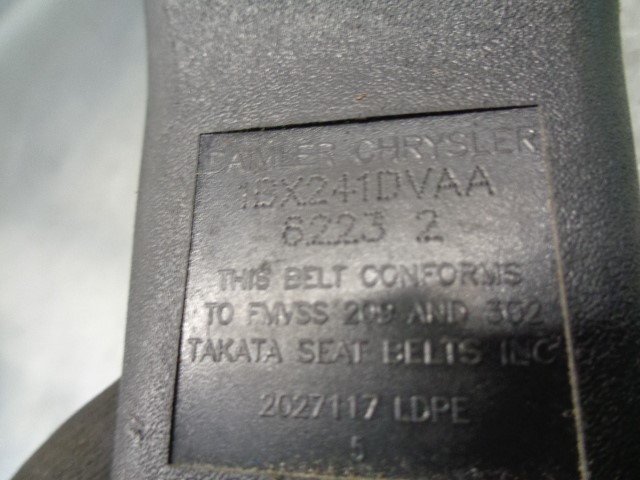 DAIMLER CHRYSLER
1DX241DVAA
6223 2
THIS BELT CONFORMS
TO FMVSS 209 AND 302
TAKATA SEAT BELTS INC
2027117 LDPE
5